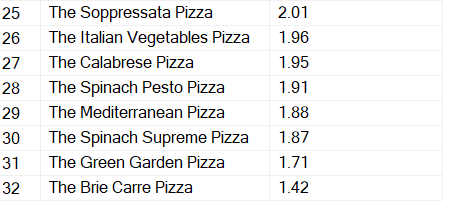 25 The Soppressata Pizza 2.01
26 The Italian Vegetables Pizza 1.96
27 The Calabrese Pizza 1.95
28 The Spinach Pesto Pizza 1.91
29 The Mediterranean Pizza 1.88
30 The Spinach Supreme Pizza 1.87
31 The Green Garden Pizza 1.71
32 The Brie Carre Pizza 1.42